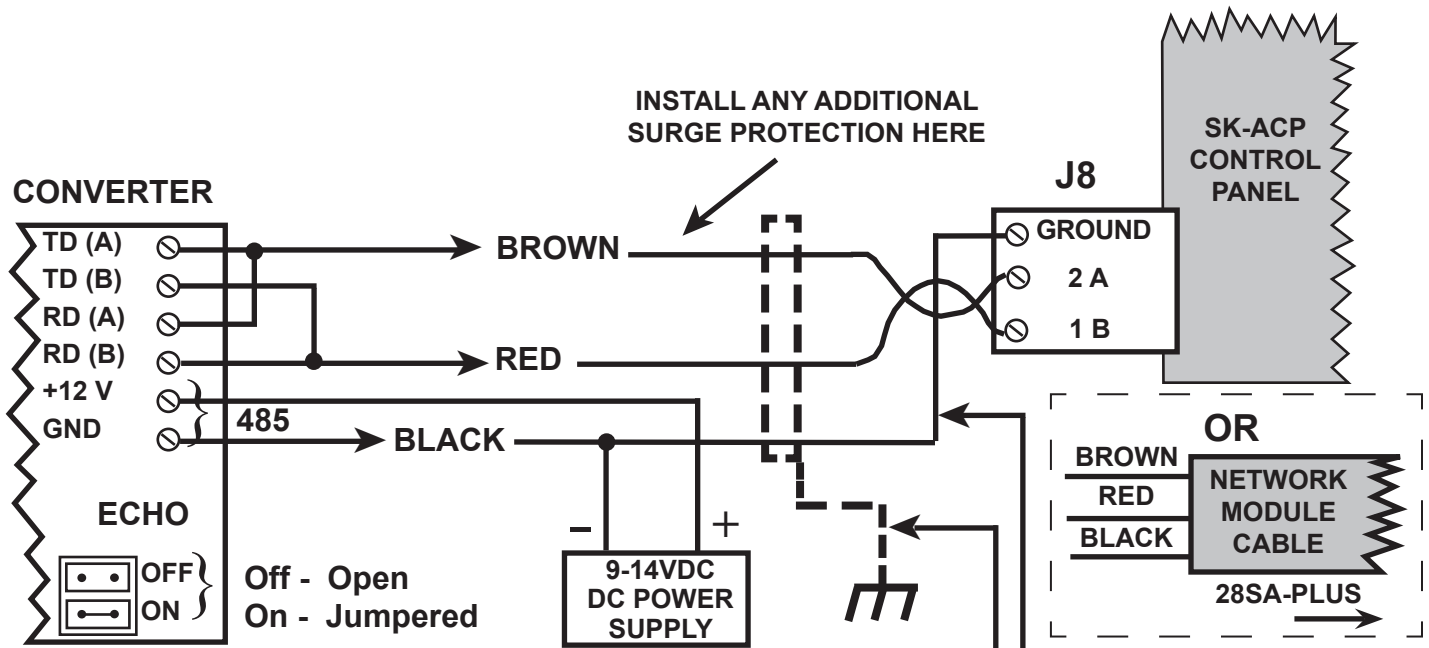 INSTALL ANY ADDITIONAL
SURGE PROTECTION HERE
SK-ACP
CONTROL
PANEL
J8
CONVERTER
TD (A)
TD (B)
RD (A)
RD (B)
+12 V
GND
485
BROWN
RED
BLACK
GROUND
2 A
1 B
ECHO
OFF
ON
Off - Open
On - Jumpered
– +
9-14VDC
DC POWER
SUPPLY
OR
BROWN
RED
BLACK
NETWORK
MODULE
CABLE
28SA-PLUS